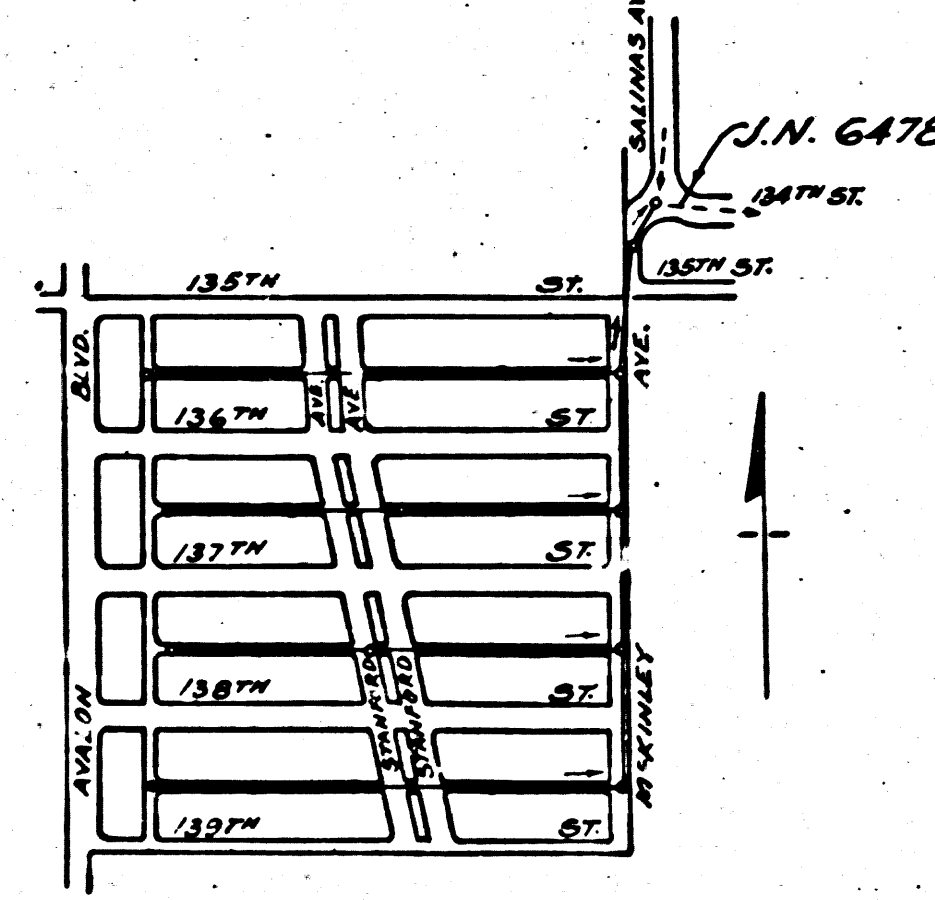 SALINAS
J.N. 6478
134TH ST.
135TH ST.
135TH ST.
BLVD.
AVE.
AVE.
AVE
136TH ST.
137TH ST.
138TH ST.
STANFORD
STANFORD
AVALON
McKINLEY
139TH ST.